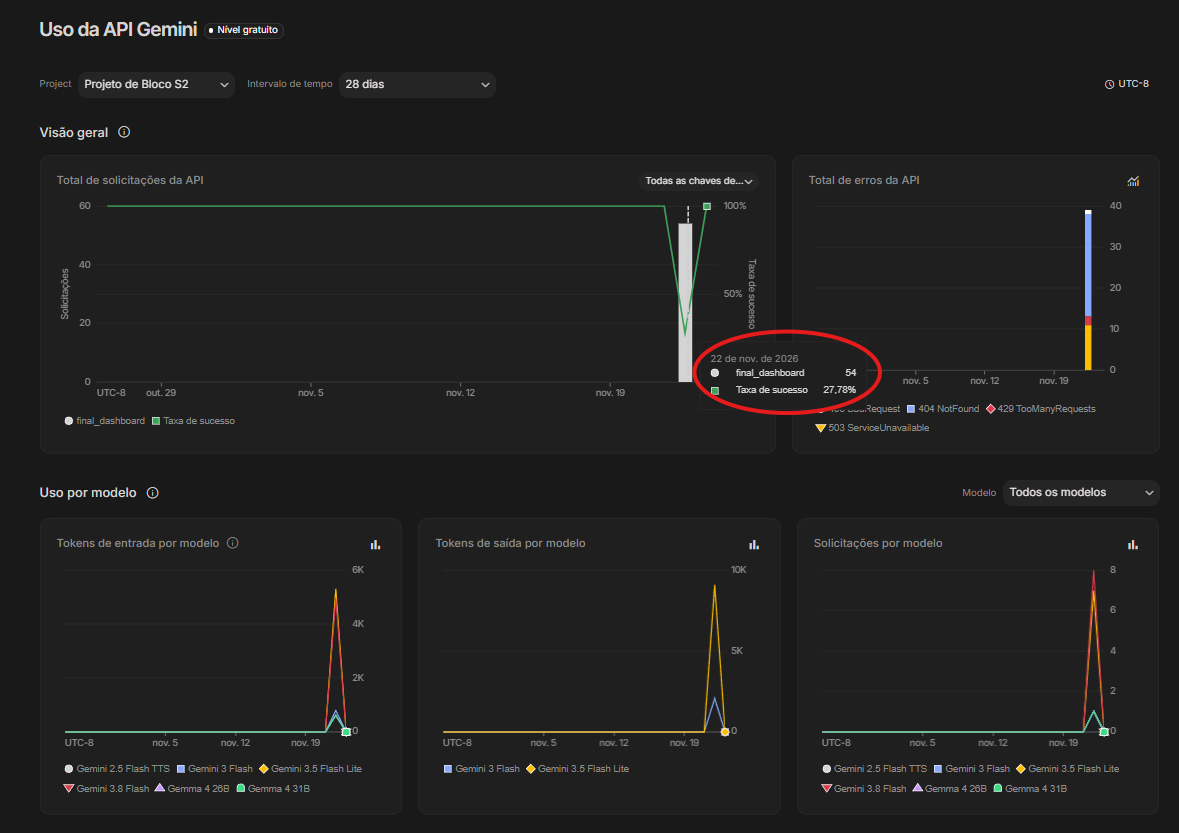 Uso da API Gemini Nível gratuito
Project Projeto de Bloco S2 Intervalo de tempo 28 dias UTC-8
Visão geral
Total de solicitações da API Todas as chaves de...
60 100%
40
50%
20
0
Solicitações
Taxa de sucesso
UTC-8 out. 29 nov. 5 nov. 12 nov. 19
final_dashboard Taxa de sucesso
22 de nov. de 2026
final_dashboard 54
Taxa de sucesso 27,78%
Total de erros da API
40
30
20
10
0
nov. 5 nov. 12 nov. 19
404 NotFound 429 TooManyRequests
503 ServiceUnavailable
Uso por modelo Modelo Todos os modelos
Tokens de entrada por modelo
6K
4K
2K
0
UTC-8 nov. 5 nov. 12 nov. 19
Gemini 2.5 Flash TTS Gemini 3 Flash Gemini 3.5 Flash Lite
Gemini 3.8 Flash Gemma 4 26B Gemma 4 31B
Tokens de saída por modelo
10K
5K
0
UTC-8 nov. 5 nov. 12 nov. 19
Gemini 3 Flash Gemini 3.5 Flash Lite
Solicitações por modelo
8
6
4
2
0
UTC-8 nov. 5 nov. 12 nov. 19
Gemini 2.5 Flash TTS Gemini 3 Flash Gemini 3.5 Flash Lite
Gemini 3.8 Flash Gemma 4 26B Gemma 4 31B